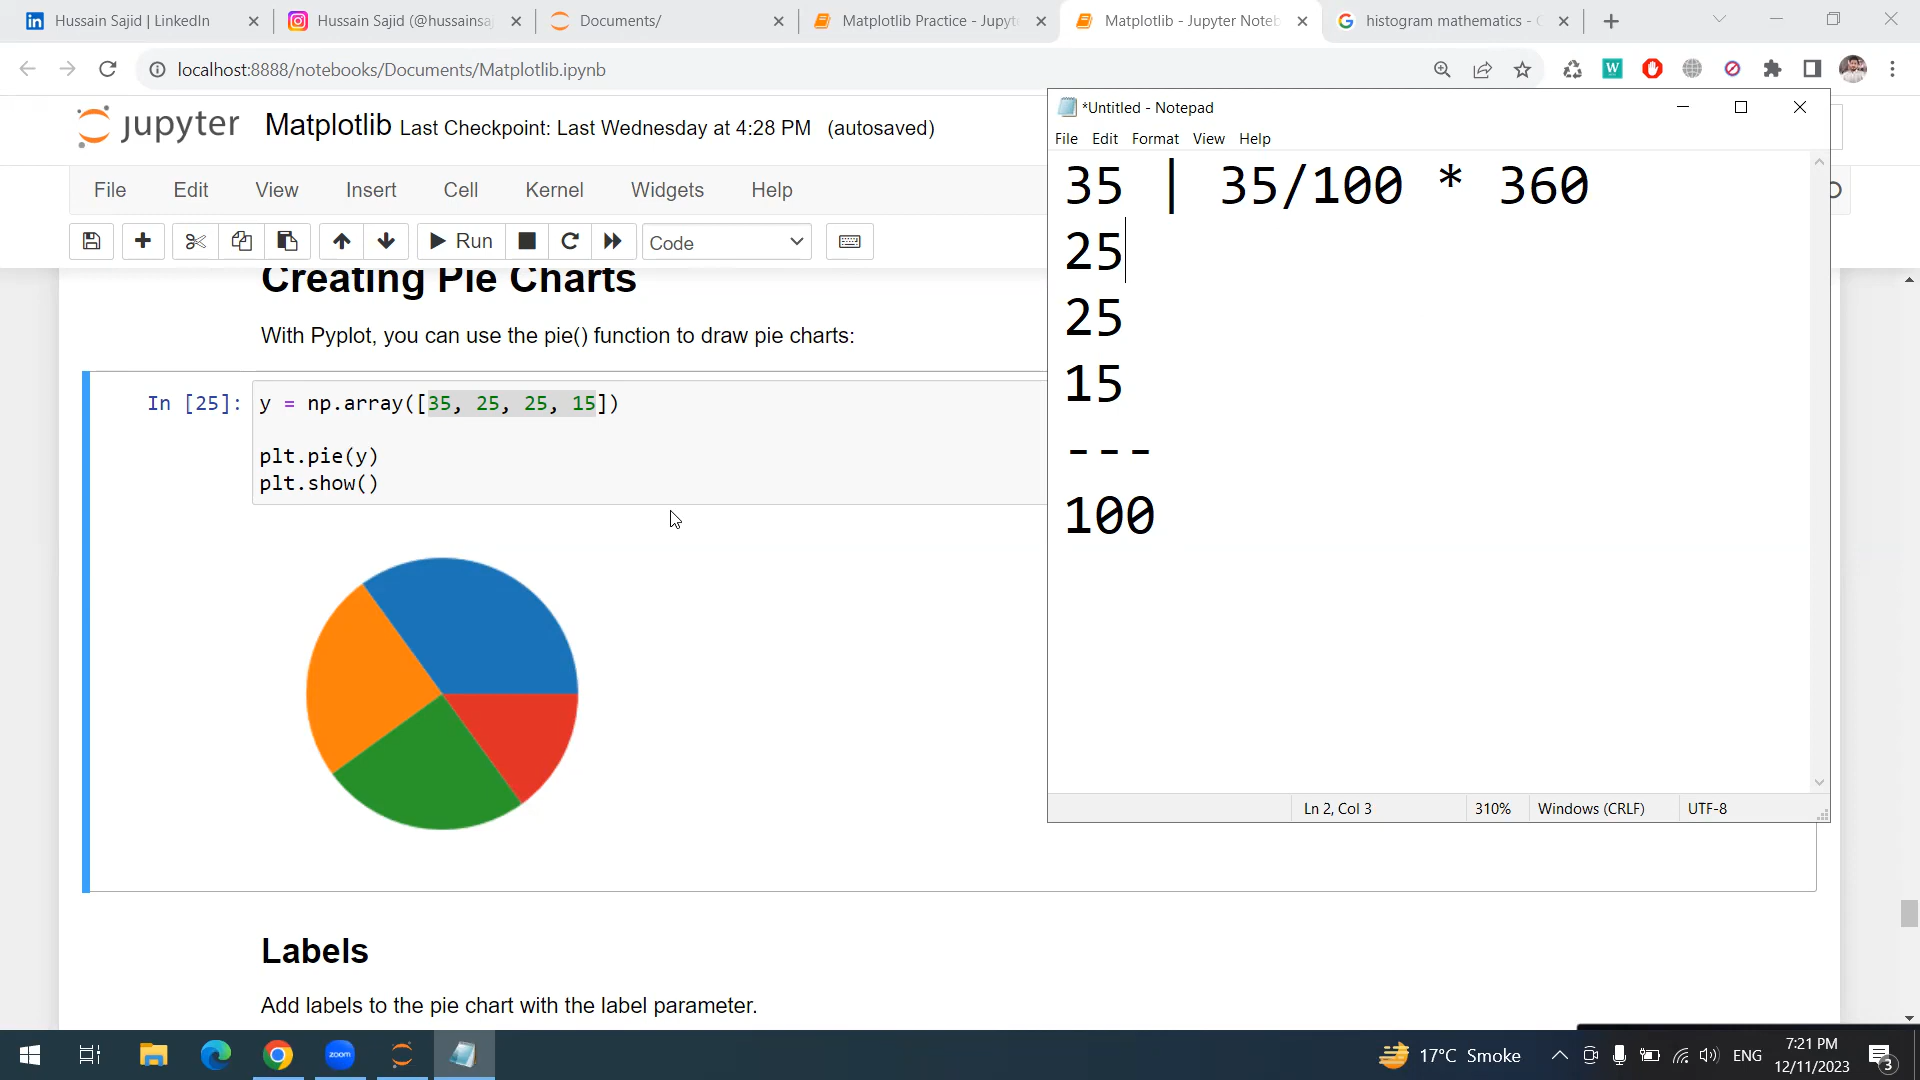 Hussain Sajid | LinkedIn
Hussain Sajid (@hussainsaj
Documents/
Matplotlib Practice - Jupyte
Matplotlib - Jupyter Noteb
histogram mathematics - G
localhost:8888/notebooks/Documents/Matplotlib.ipynb
jupyter Matplotlib Last Checkpoint: Last Wednesday at 4:28 PM (autosaved)
File Edit View Insert Cell Kernel Widgets Help
Run
Code
Creating Pie Charts
With Pyplot, you can use the pie() function to draw pie charts:
In [25]: y = np.array([35, 25, 25, 15])
plt.pie(y)
plt.show()
Labels
Add labels to the pie chart with the label parameter.
*Untitled - Notepad
File Edit Format View Help
35 | 35/100 * 360
25
25
15
---
100
Ln 2, Col 3
310%
Windows (CRLF)
UTF-8
zoom
17°C Smoke
ENG
7:21 PM
12/11/2023
3